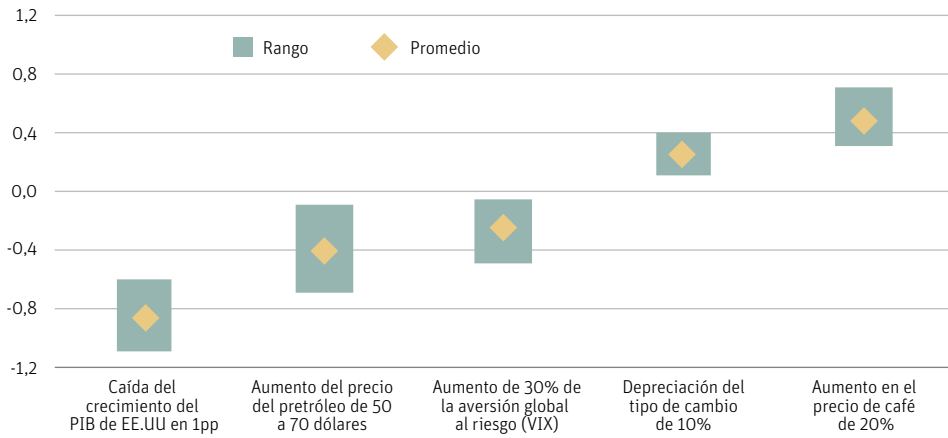 1,2
Rango
Promedio
0,8
0,4
0,0
-0,4
-0,8
-1,2
Caída del
crecimiento del
PIB de EE.UU en 1pp
Aumento del precio
del pretróleo de 50
a 70 dólares
Aumento de 30% de
la aversión global
al riesgo (VIX)
Depreciación del
tipo de cambio
de 10%
Aumento en el
precio de café
de 20%